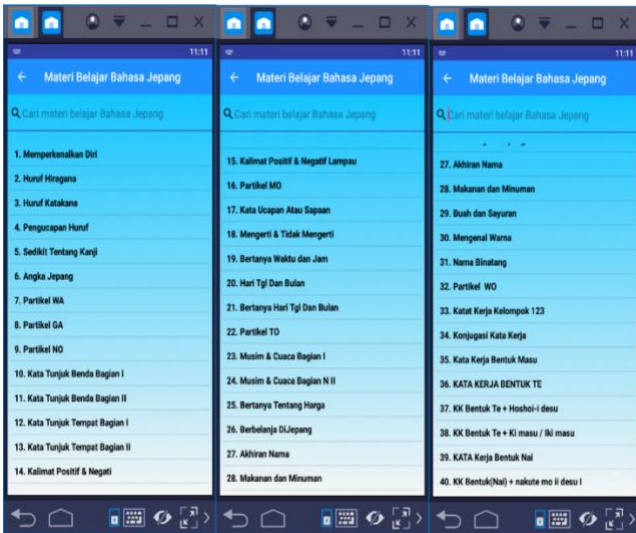 11:11
Materi Belajar Bahasa Jepang
Cari materi belajar Bahasa Jepang
1. Memperkenalkan Diri
2. Huruf Hiragana
3. Huruf Katakana
4. Pengucapan Huruf
5. Sedikit Tentang Kanji
6. Angka Jepang
7. Partikel WA
8. Partikel GA
9. Partikel NO
10. Kata Tunjuk Benda Bagian I
11. Kata Tunjuk Benda Bagian II
12. Kata Tunjuk Tempat Bagian I
13. Kata Tunjuk Tempat Bagian II
14. Kalimat Positif & Negati
11:11
Materi Belajar Bahasa Jepang
Cari materi belajar Bahasa Jepang
15. Kalimat Positif & Negatif Lampau
16. Partikel MO
17. Kata Ucapan Atau Sapaan
18. Mengerti & Tidak Mengerti
19. Bertanya Waktu dan Jam
20. Hari Tgl Dan Bulan
21. Bertanya Hari Tgl Dan Bulan
22. Partikel TO
23. Musim & Cuaca Bagian I
24. Musim & Cuaca Bagian N II
25. Bertanya Tentang Harga
26. Berbelanja DiJepang
27. Akhiran Nama
28. Makanan dan Minuman
11:11
Materi Belajar Bahasa Jepang
Cari materi belajar Bahasa Jepang
27. Akhiran Nama
28. Makanan dan Minuman
29. Buah dan Sayuran
30. Mengenal Warna
31. Nama Binatang
32. Partikel WO
33. Katat Kerja Kelompok 123
34. Konjugasi Kata Kerja
35. Kata Kerja Bentuk Masu
36. KATA KERJA BENTUK TE
37. KK Bentuk Te + Hoshoi-i desu
38. KK Bentuk Te + Ki masu / Iki masu
39. KATA Kerja Bentuk Nai
40. KK Bentuk(Nai) + nakute mo ii desu I